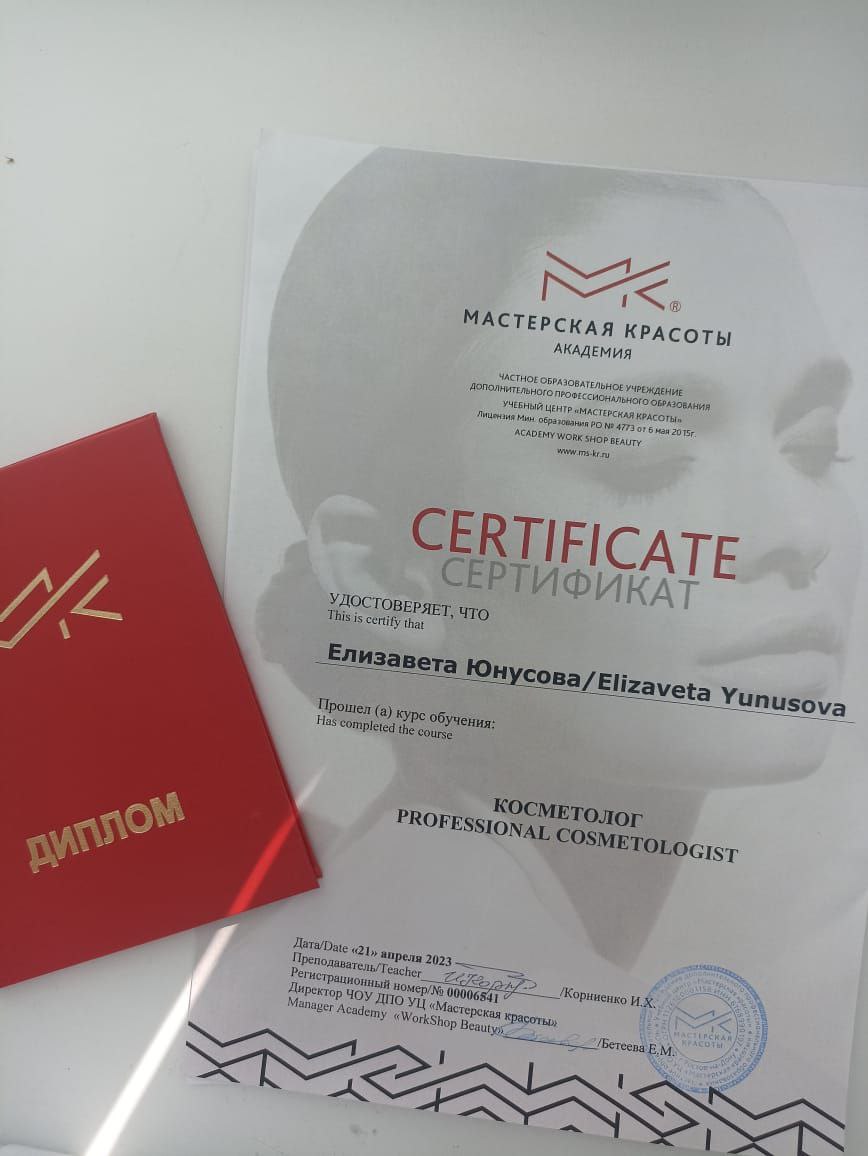 МК®
МАСТЕРСКАЯ КРАСОТЫ
АКАДЕМИЯ
ЧАСТНОЕ ОБРАЗОВАТЕЛЬНОЕ УЧРЕЖДЕНИЕ
ДОПОЛНИТЕЛЬНОГО ПРОФЕССИОНАЛЬНОГО ОБРАЗОВАНИЯ
УЧЕБНЫЙ ЦЕНТР «МАСТЕРСКАЯ КРАСОТЫ»
Лицензия Мин. образования РО № 4773 от 6 мая 2015г.
ACADEMY WORK SHOP BEAUTY
www.ms-kr.ru
CERTIFICATE
СЕРТИФИКАТ
УДОСТОВЕРЯЕТ, ЧТО
This is certify that
Елизавета Юнусова/Elizaveta Yunusova
Прошел (а) курс обучения:
Has completed the course
КОСМЕТОЛОГ
PROFESSIONAL COSMETOLOGIST
Дата/Date «21» апреля 2023
Преподаватель/Teacher /Корниенко И.Х.
Регистрационный номер/№ 00006541
Директор ЧОУ ДПО УЦ «Мастерская красоты»
Manager Academy «WorkShop Beauty» /Бетеева Е.М.
МАСТЕРСКАЯ
КРАСОТЫ
МК
ДИПЛОМ